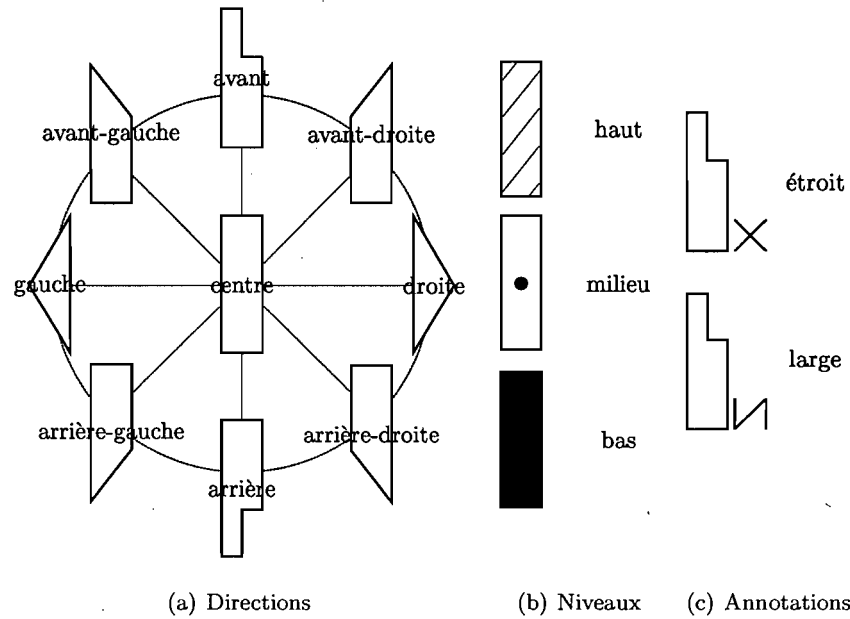 avant
avant-gauche
avant-droite
gauche
centre
droite
arrière-gauche
arrière-droite
arrière
haut
milieu
bas
étroit
large
(a) Directions
(b) Niveaux
(c) Annotations